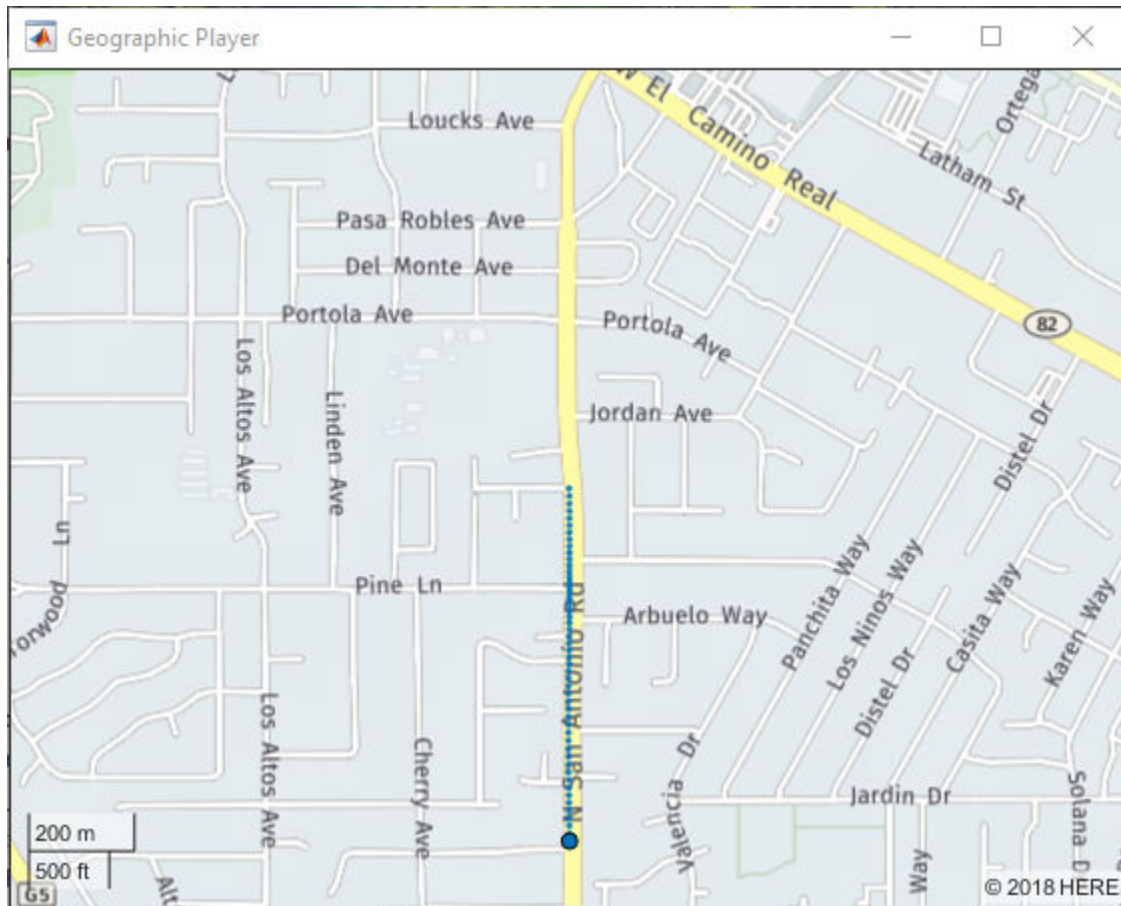 Geographic Player
W El Camino Real
Loucks Ave
Ortega
Latham St
Pasa Robles Ave
Del Monte Ave
Portola Ave
Portola Ave
82
Los Altos Ave
Linden Ave
Jordan Ave
Distel Dr
Pine Ln
N San Antonio Rd
Arbuelo Way
Panchita Way
Los Ninos Way
Distel Dr
Casita Way
Karen Way
torwood Ln
Los Altos Ave
Cherry Ave
Valencia Dr
Jardin Dr
Solana D
200 m
500 ft
G5
Alt
Way
© 2018 HERE